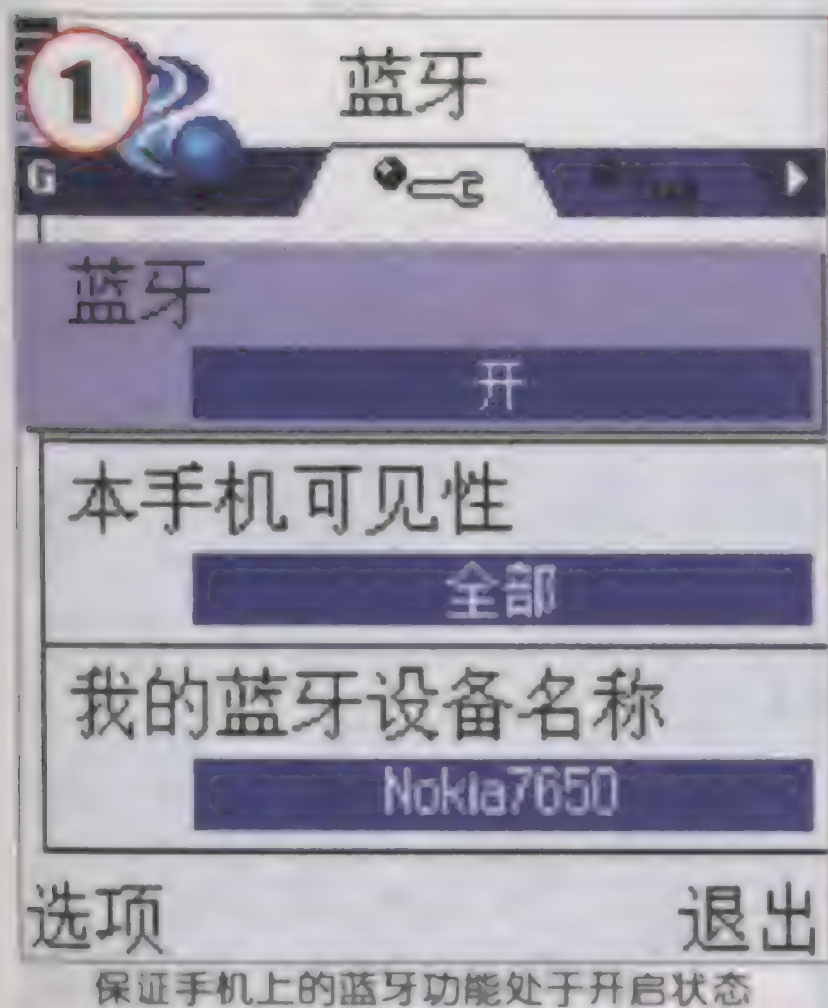 1
蓝牙
G
蓝牙
开
本手机可见性
全部
我的蓝牙设备名称
Nokia7650
选项 退出
保证手机上的蓝牙功能处于开启状态